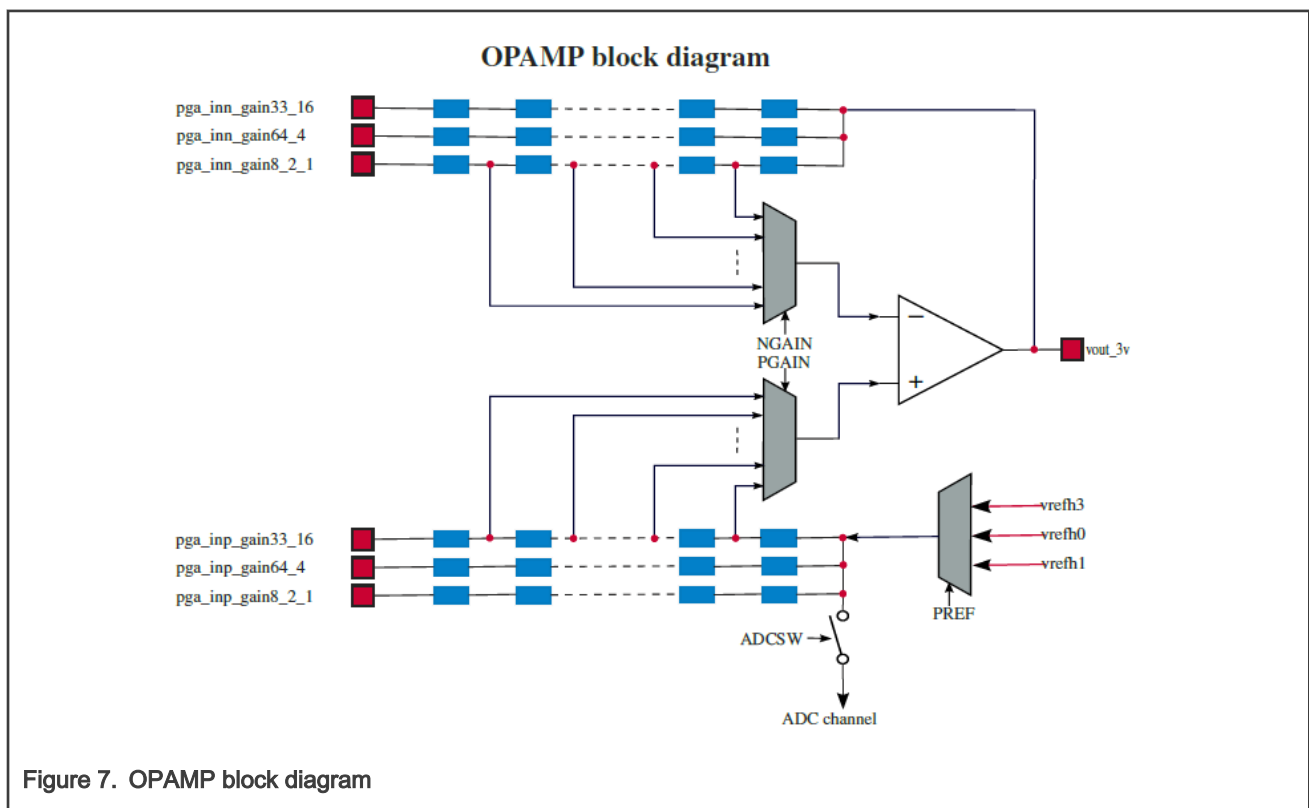 OPAMP block diagram
pga_inn_gain33_16
pga_inn_gain64_4
pga_inn_gain8_2_1
NGAIN
PGAIN
−
+
vout_3v
pga_inp_gain33_16
pga_inp_gain64_4
pga_inp_gain8_2_1
vrefh3
vrefh0
vrefh1
PREF
ADCSW
ADC channel
Figure 7. OPAMP block diagram